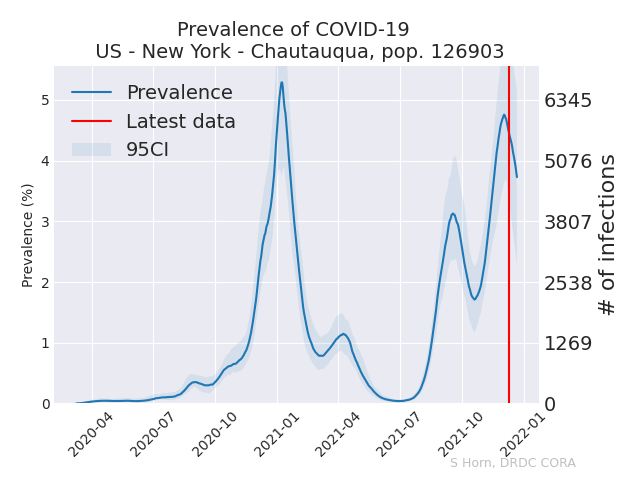 Prevalence of COVID-19
US - New York - Chautauqua, pop. 126903
Prevalence
Latest data
95CI
Prevalence (%)
5
4
3
2
1
0
6345
5076
3807
2538
1269
0
# of infections
2020-04
2020-07
2020-10
2021-01
2021-04
2021-07
2021-10
2022-01
S Horn, DRDC CORA